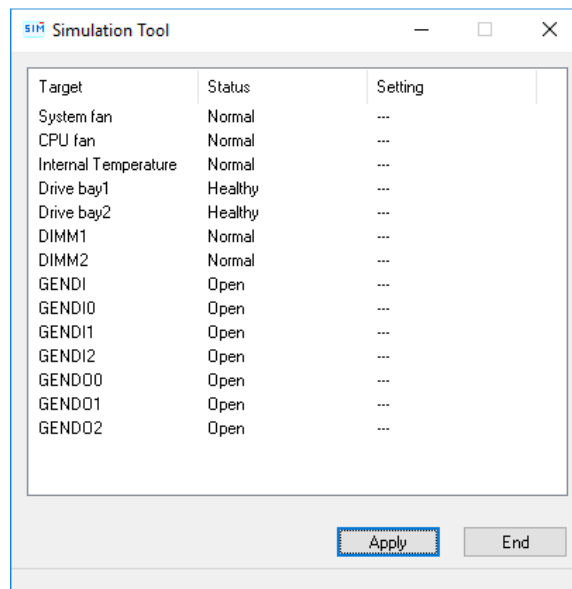 SIM Simulation Tool
Target Status Setting
System fan Normal ---
CPU fan Normal ---
Internal Temperature Normal ---
Drive bay1 Healthy ---
Drive bay2 Healthy ---
DIMM1 Normal ---
DIMM2 Normal ---
GENDI Open ---
GENDI0 Open ---
GENDI1 Open ---
GENDI2 Open ---
GENDO0 Open ---
GENDO1 Open ---
GENDO2 Open ---
Apply End